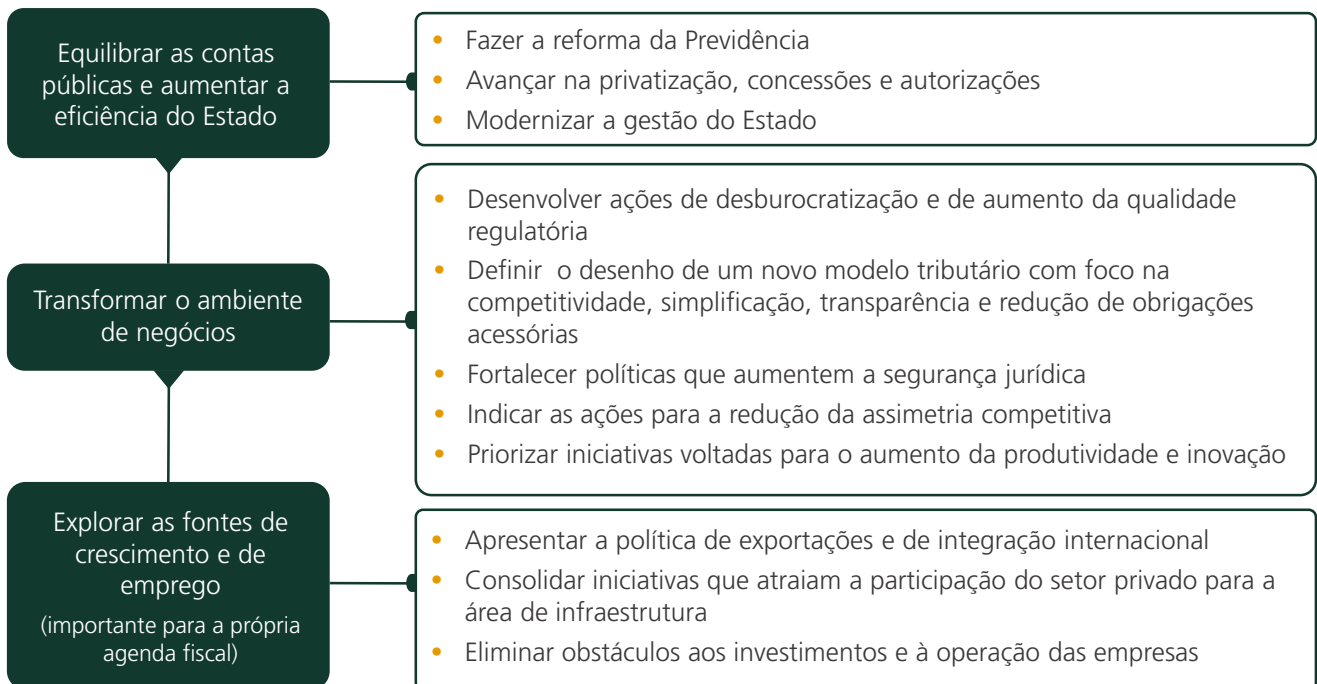 Equilibrar as contas
públicas e aumentar a
eficiência do Estado
• Fazer a reforma da Previdência
• Avançar na privatização, concessões e autorizações
• Modernizar a gestão do Estado
Transformar o ambiente
de negócios
• Desenvolver ações de desburocratização e de aumento da qualidade
regulatória
• Definir o desenho de um novo modelo tributário com foco na
competitividade, simplificação, transparência e redução de obrigações
acessórias
• Fortalecer políticas que aumentem a segurança jurídica
• Indicar as ações para a redução da assimetria competitiva
• Priorizar iniciativas voltadas para o aumento da produtividade e inovação
Explorar as fontes de
crescimento e de
emprego
(importante para a própria
agenda fiscal)
• Apresentar a política de exportações e de integração internacional
• Consolidar iniciativas que atraiam a participação do setor privado para a
área de infraestrutura
• Eliminar obstáculos aos investimentos e à operação das empresas